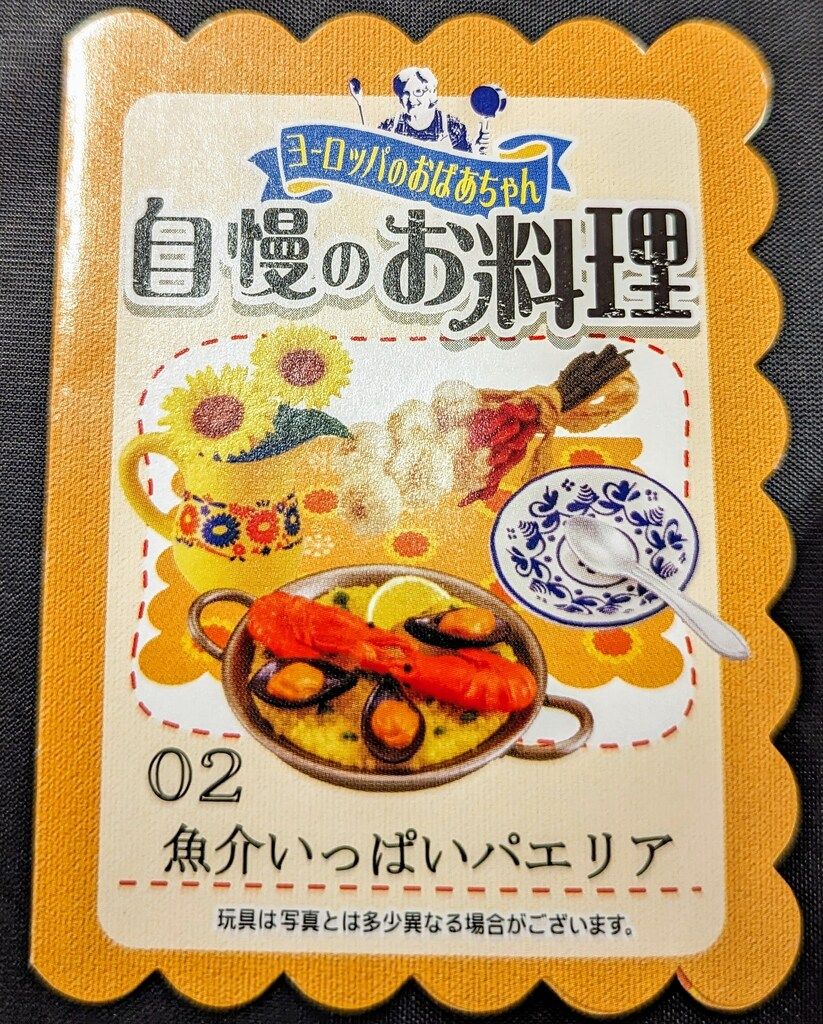 ヨーロッパのおばあちゃん
自慢のお料理
02
魚介いっぱいパエリア
玩具は写真とは多少異なる場合がございます。